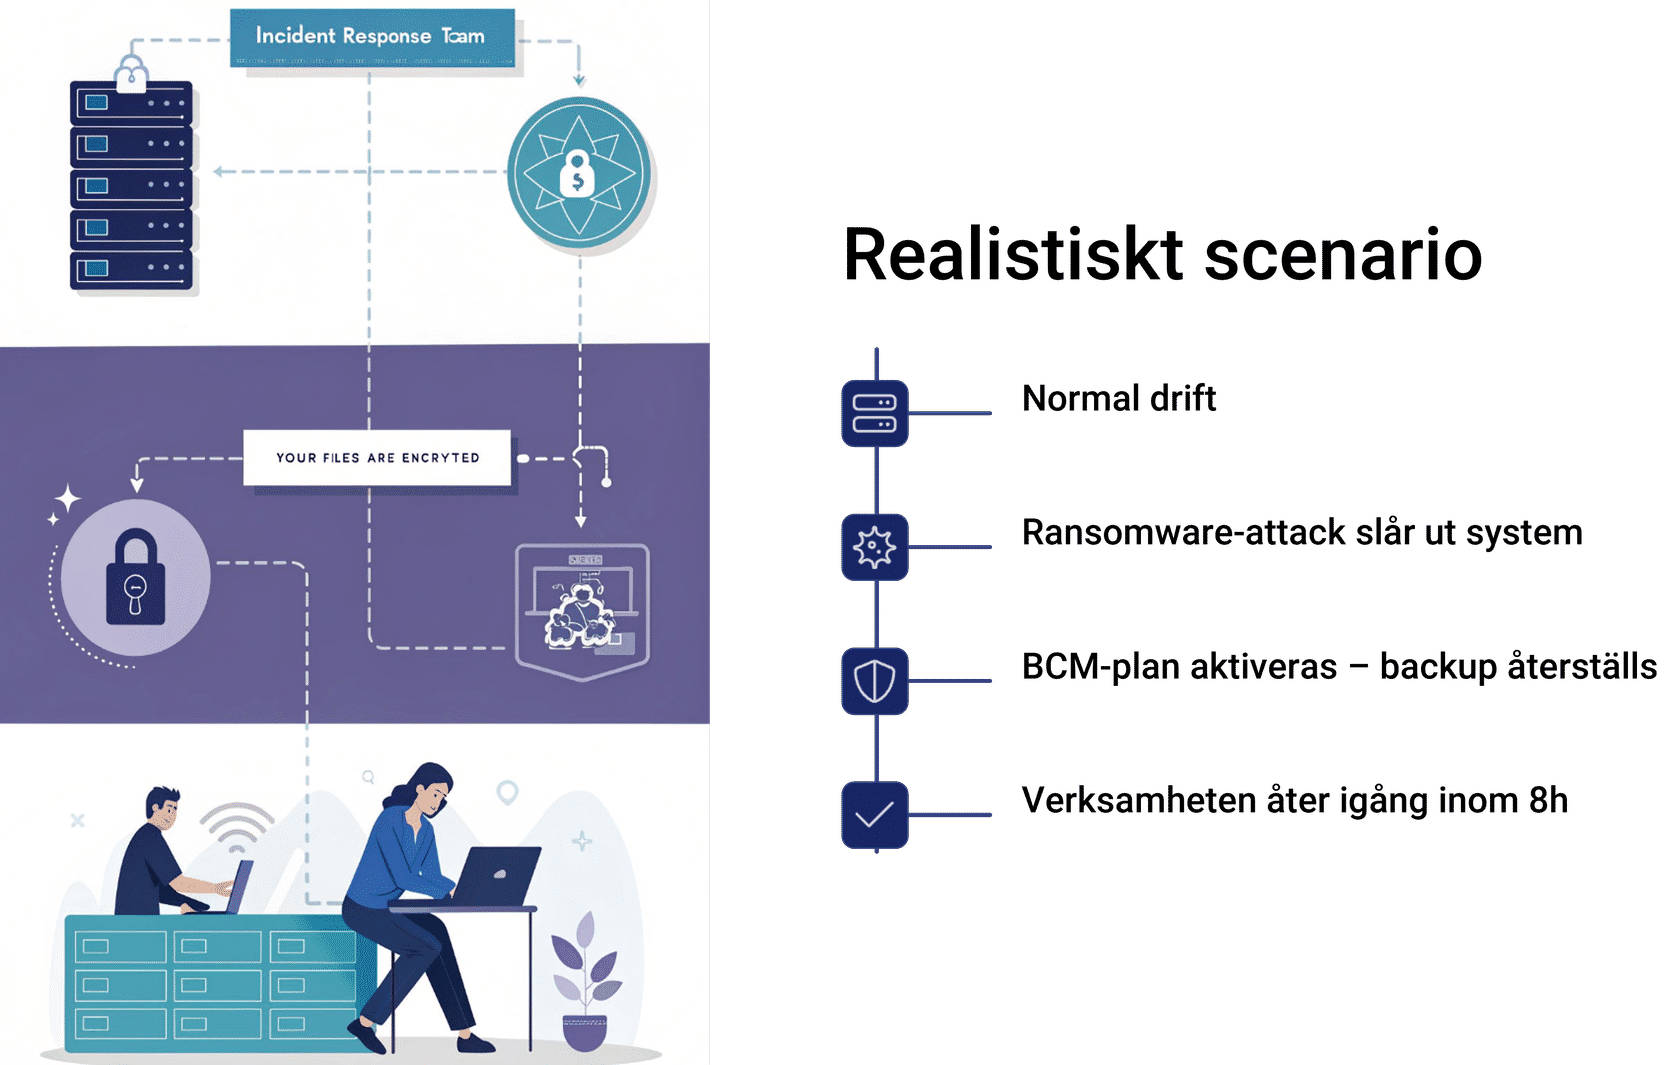 Incident Response Team
YOUR FILES ARE ENCRYTED
Realistiskt scenario
Normal drift
Ransomware-attack slår ut system
BCM-plan aktiveras – backup återställs
Verksamheten åter igång inom 8h